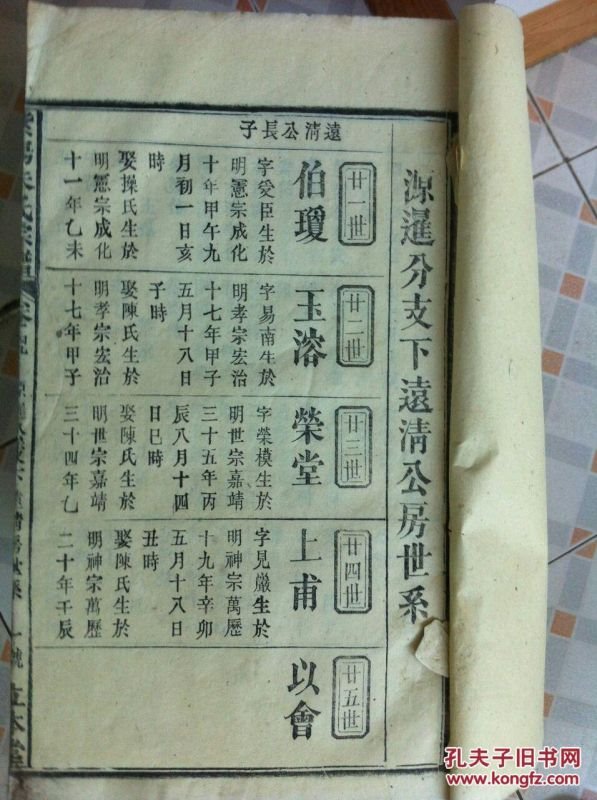 源暹分支下遠清公房世系
遠清公長子
廿一世
伯瓊
字愛臣生於
明憲宗成化
十年甲午九
月初一日亥
時
娶操氏生於
明憲宗成化
十一年乙未
廿二世
玉溶
字易南生於
明孝宗宏治
十七年甲子
五月十八日
子時
娶陳氏生於
明孝宗宏治
十七年甲子
廿三世
榮堂
字榮模生於
明世宗嘉靖
三十五年丙
辰八月十四
日巳時
娶陳氏生於
明世宗嘉靖
三十四年乙
廿四世
上甫
字見嚴生於
明神宗萬歷
十九年辛卯
五月十八日
丑時
娶陳氏生於
明神宗萬歷
二十年壬辰
廿五世
以會
氏宗譜
一號
孔夫子旧书网
www.kongfz.com